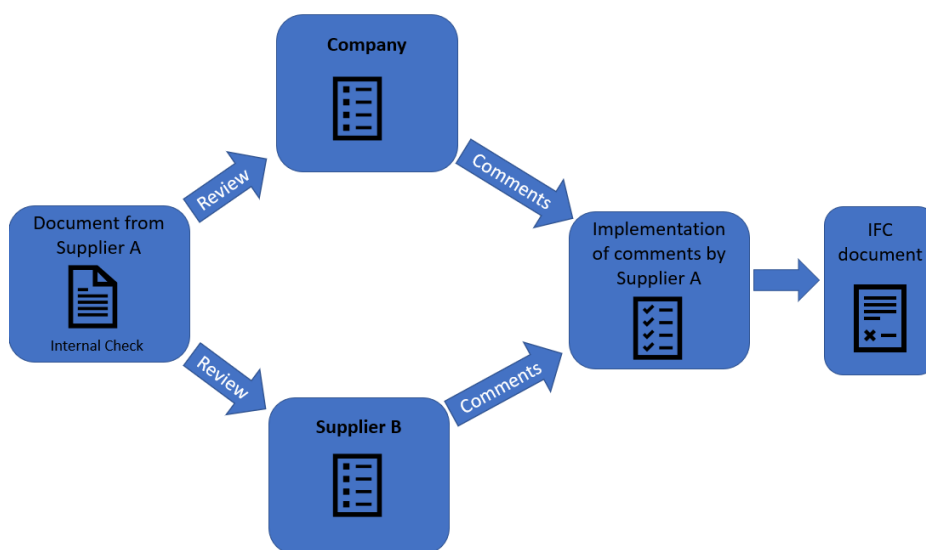 Company
Review
Comments
Document from
Supplier A
Internal Check
Implementation
of comments by
Supplier A
IFC
document
Review
Comments
Supplier B